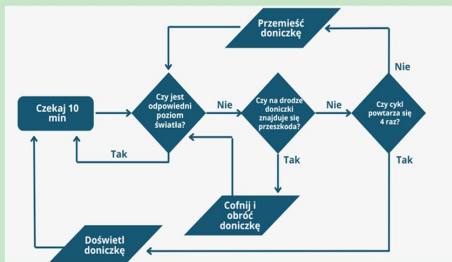 Przemieść
doniczkę
Czekaj 10
min
Czy jest
odpowiedni
poziom
światła?
Nie
Czy na drodze
doniczki
znajduje się
przeszkoda?
Nie
Czy cykl
powtarza się
4 raz?
Nie
Tak
Tak
Tak
Cofnij i
obróć
doniczkę
Doświetl
doniczkę